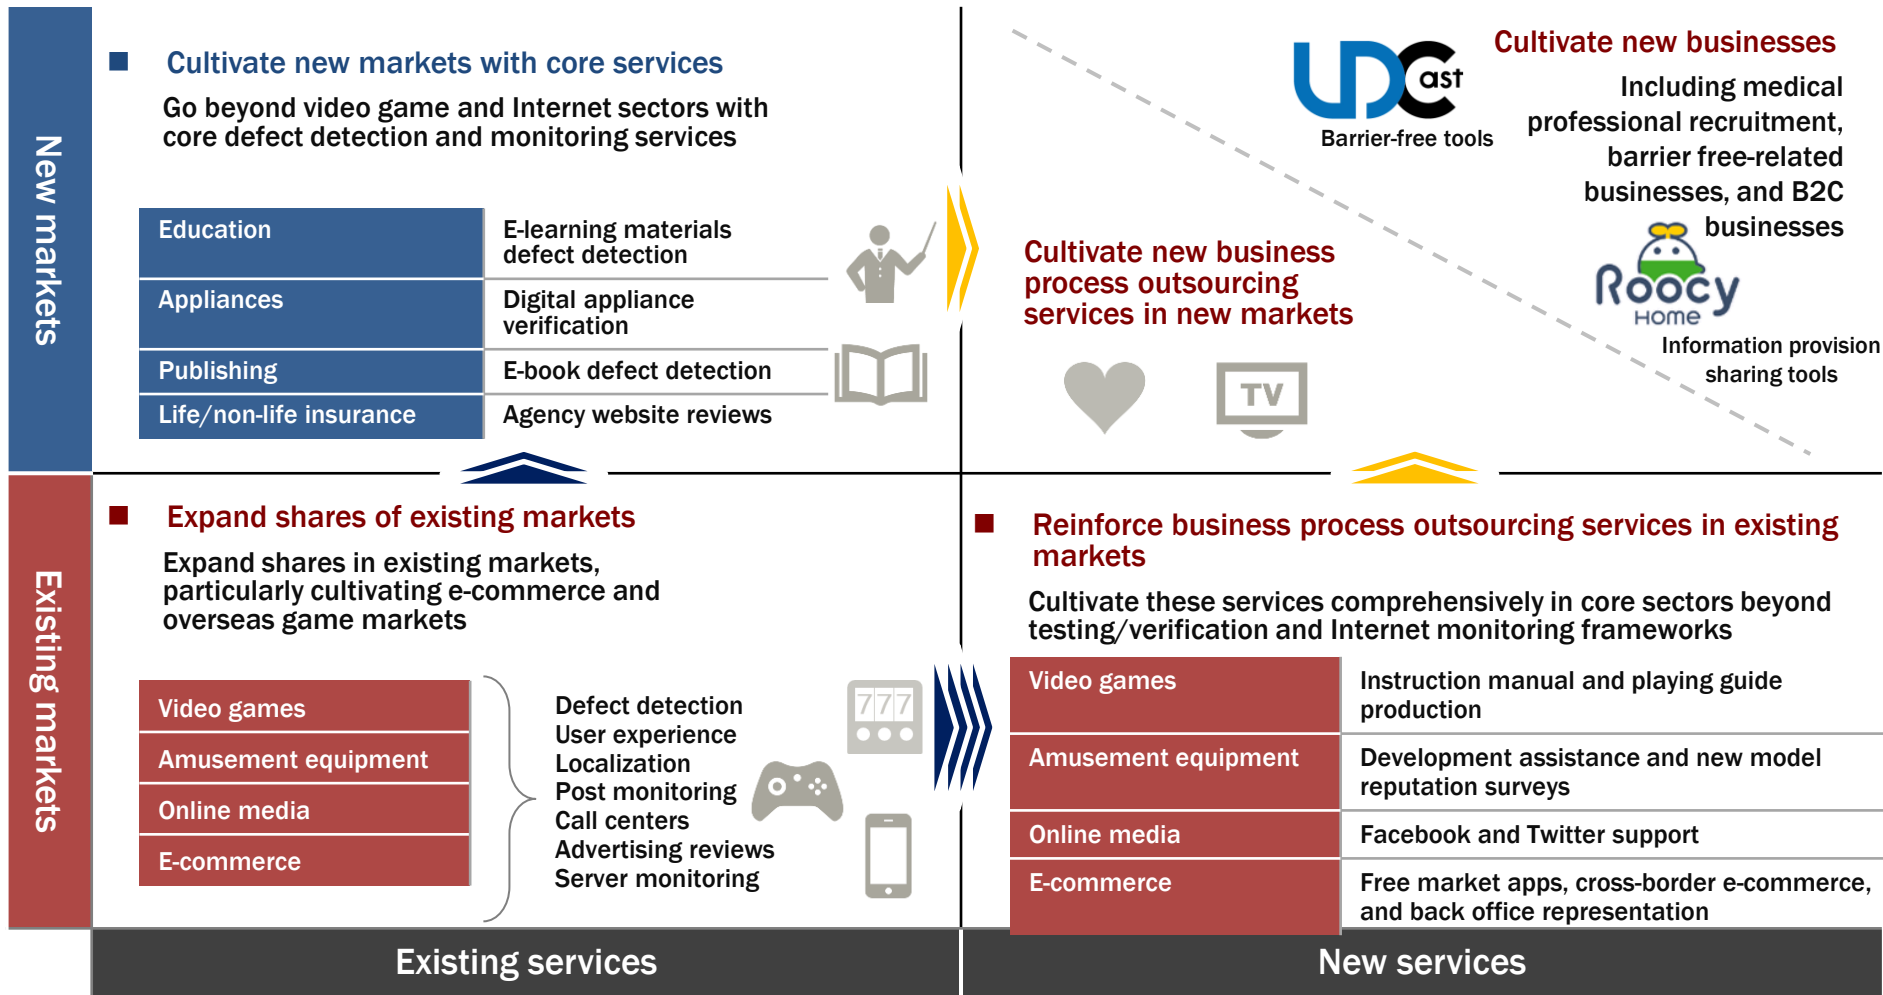 New markets
Cultivate new markets with core services
Go beyond video game and Internet sectors with
core defect detection and monitoring services
Education
E-learning materials
defect detection
Appliances
Digital appliance
verification
Publishing
E-book defect detection
Life/non-life insurance
Agency website reviews
UDCast
Barrier-free tools
Cultivate new businesses
Including medical
professional recruitment,
barrier free-related
businesses, and B2C
businesses
Roocy
HOME
Information provision
sharing tools
Cultivate new business
process outsourcing
services in new markets
TV
Existing markets
Expand shares of existing markets
Expand shares in existing markets,
particularly cultivating e-commerce and
overseas game markets
Video games
Amusement equipment
Online media
E-commerce
Defect detection
User experience
Localization
Post monitoring
Call centers
Advertising reviews
Server monitoring
777
Reinforce business process outsourcing services in existing
markets
Cultivate these services comprehensively in core sectors beyond
testing/verification and Internet monitoring frameworks
Video games
Instruction manual and playing guide
production
Amusement equipment
Development assistance and new model
reputation surveys
Online media
Facebook and Twitter support
E-commerce
Free market apps, cross-border e-commerce,
and back office representation
Existing services
New services